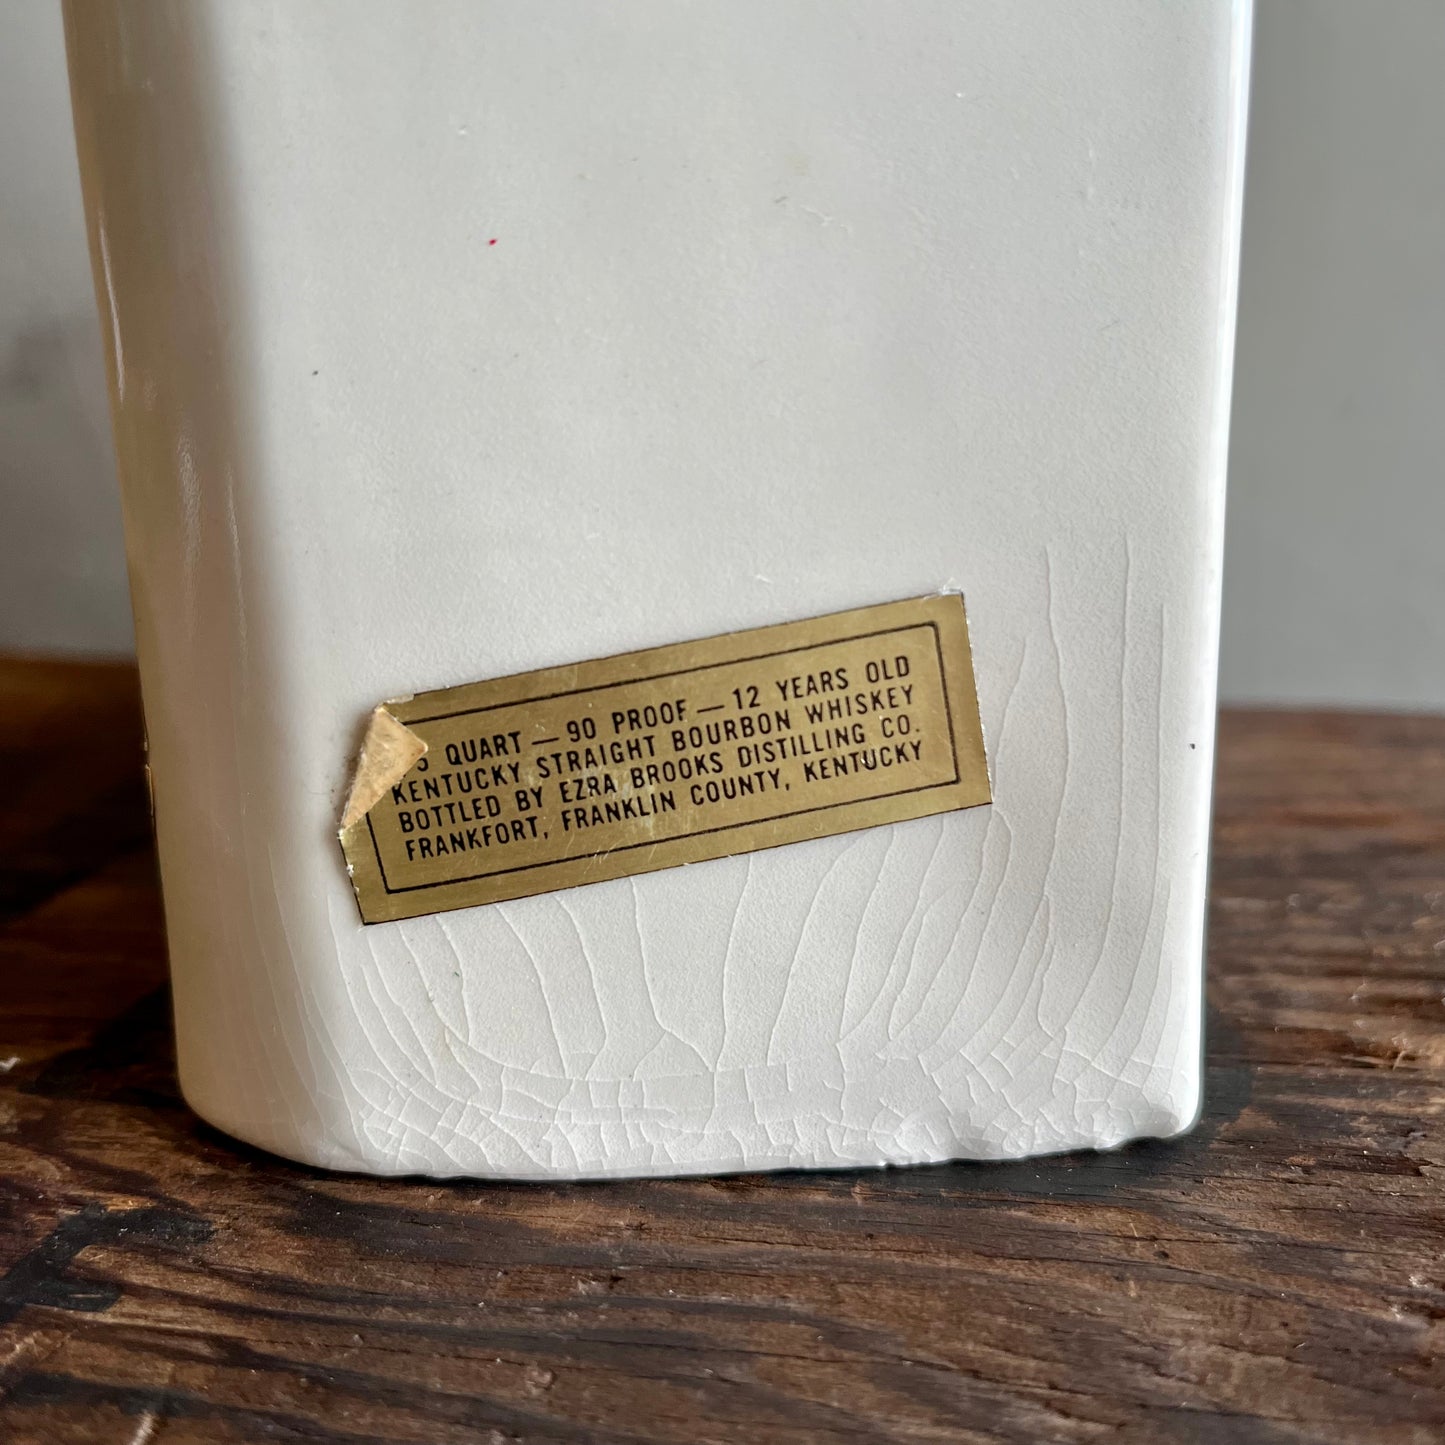 QUART — 90 PROOF — 12 YEARS OLD
KENTUCKY STRAIGHT BOURBON WHISKEY
BOTTLED BY EZRA BROOKS DISTILLING CO.
FRANKFORT, FRANKLIN COUNTY, KENTUCKY